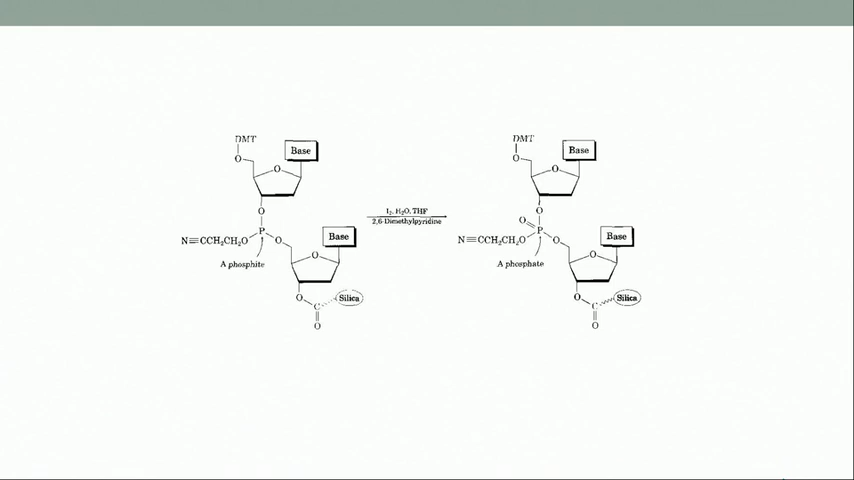 DMT
Base
O
O
O
P
N≡CCH₂CH₂O
O
Base
A phosphite
O
O
C
Silica
O
I₂, H₂O, THF
2,6-Dimethylpyridine
DMT
Base
O
O
O
O
P
N≡CCH₂CH₂O
O
Base
A phosphate
O
O
C
Silica
O